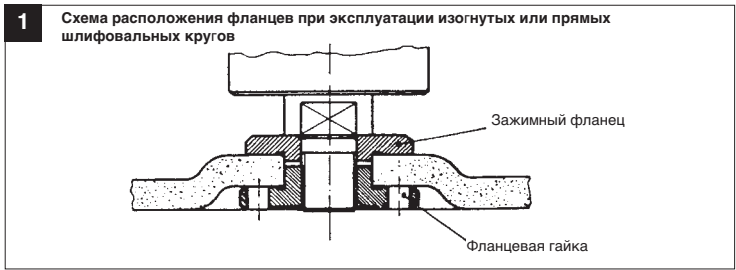 1
Схема расположения фланцев при эксплуатации изогнутых или прямых
шлифовальных кругов
Зажимный фланец
Фланцевая гайка